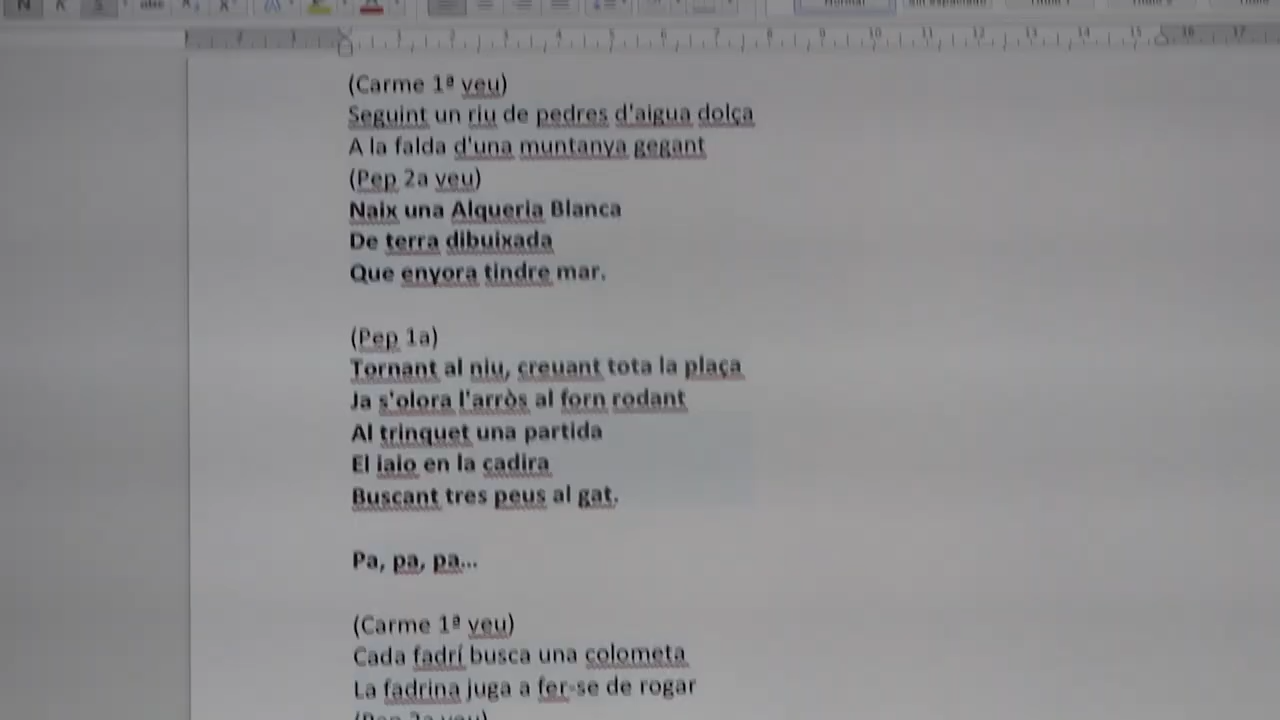 (Carme 1ª veu)
Seguint un riu de pedres d'aigua dolça
A la falda d'una muntanya gegant
(Pep 2a veu)
Naix una Alqueria Blanca
De terra dibuixada
Que enyora tindre mar.
(Pep 1a)
Tornant al niu, creuant tota la plaça
Ja s'olora l'arròs al forn rodant
Al trinquet una partida
El iaio en la cadira
Buscant tres peus al gat.
Pa, pa, pa...
(Carme 1ª veu)
Cada fadrí busca una colometa
La fadrina juga a fer-se de rogar
(Pep 2a veu)